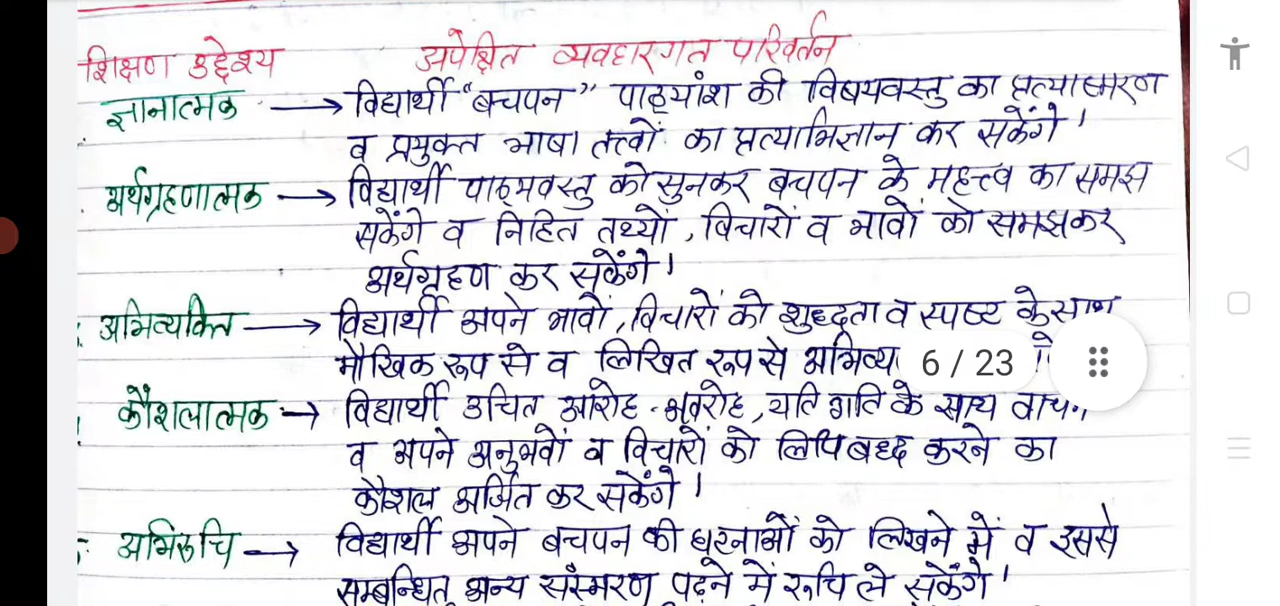 शिक्षण उद्देश्य अपेक्षित व्यवहारगत परिवर्तन
ज्ञानात्मक → विद्यार्थी "बचपन" पाठ्यांश की विषयवस्तु का प्रत्यास्मरण
व प्रयुक्त भाषा तत्त्वों का प्रत्याभिज्ञान कर सकेंगे।
अर्थग्रहणात्मक → विद्यार्थी पाठ्यवस्तु को सुनकर बचपन के महत्त्व का समझ
सकेंगे व निहित तथ्यों, विचारों व भावों को समझकर
अर्थग्रहण कर सकेंगे।
अभिव्यक्ति → विद्यार्थी अपने भावों, विचारों को शुद्धता व स्पष्ट के साथ
मौखिक रूप से व लिखित रूप से अभिव्य
6 / 23
कौशलात्मक → विद्यार्थी उचित आरोह-अवरोह, यति गति के साथ वाचन
व अपने अनुभवों व विचारों को लिपिबद्ध करने का
कौशल अर्जित कर सकेंगे।
अभिरूचि → विद्यार्थी अपने बचपन की घटनाओं को लिखने में व इससे
सम्बन्धित अन्य संस्मरण पढ़ने में रूचि ले सकेंगे।